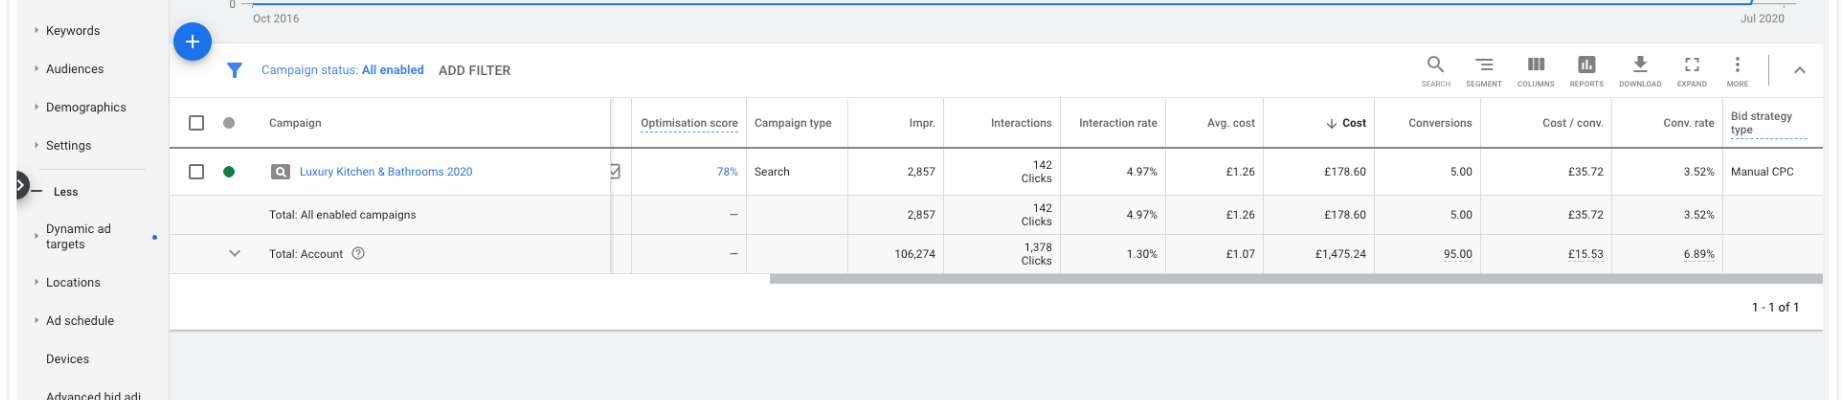 0
Oct 2016
Jul 2020
Keywords
Audiences
Demographics
Settings
Less
Dynamic ad
targets
Locations
Ad schedule
Devices
Advanced bid adj.
Campaign status: All enabled ADD FILTER
SEARCH SEGMENT COLUMNS REPORTS DOWNLOAD EXPAND MORE
Campaign Optimisation score Campaign type Impr. Interactions Interaction rate Avg. cost Cost Conversions Cost / conv. Conv. rate Bid strategy
type
Luxury Kitchen & Bathrooms 2020 78% Search 2,857 142
Clicks 4.97% £1.26 £178.60 5.00 £35.72 3.52% Manual CPC
Total: All enabled campaigns – 2,857 142
Clicks 4.97% £1.26 £178.60 5.00 £35.72 3.52%
Total: Account ? – 106,274 1,378
Clicks 1.30% £1.07 £1,475.24 95.00 £15.53 6.89%
1 - 1 of 1